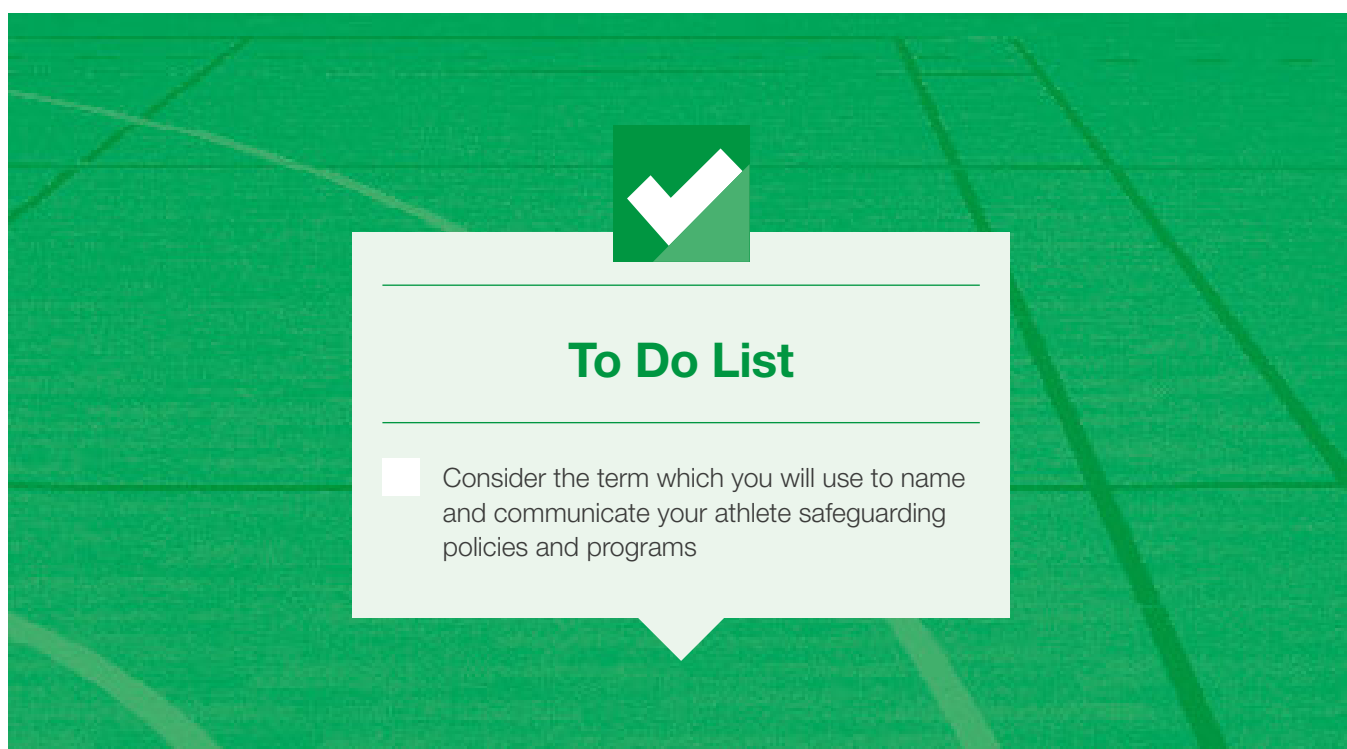 To Do List
Consider the term which you will use to name
and communicate your athlete safeguarding
policies and programs